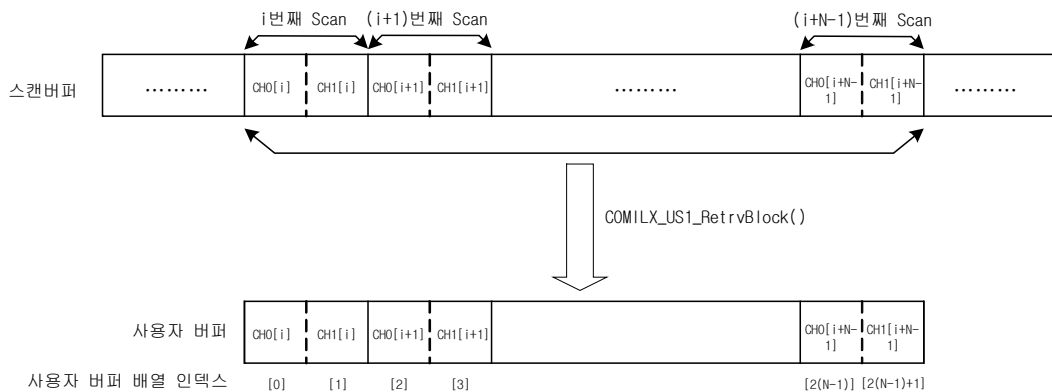 i번째 Scan (i+1)번째 Scan (i+N-1)번째 Scan
스캔버퍼 ……… CH0[i] CH1[i] CH0[i+1] CH1[i+1] ……… CH0[i+N-1] CH1[i+N-1] ………
COMILX_US1_RetrvBlock()
사용자 버퍼 CH0[i] CH1[i] CH0[i+1] CH1[i+1] CH0[i+N-1] CH1[i+N-1]
사용자 버퍼 배열 인덱스 [0] [1] [2] [3] [2(N-1)] [2(N-1)+1]